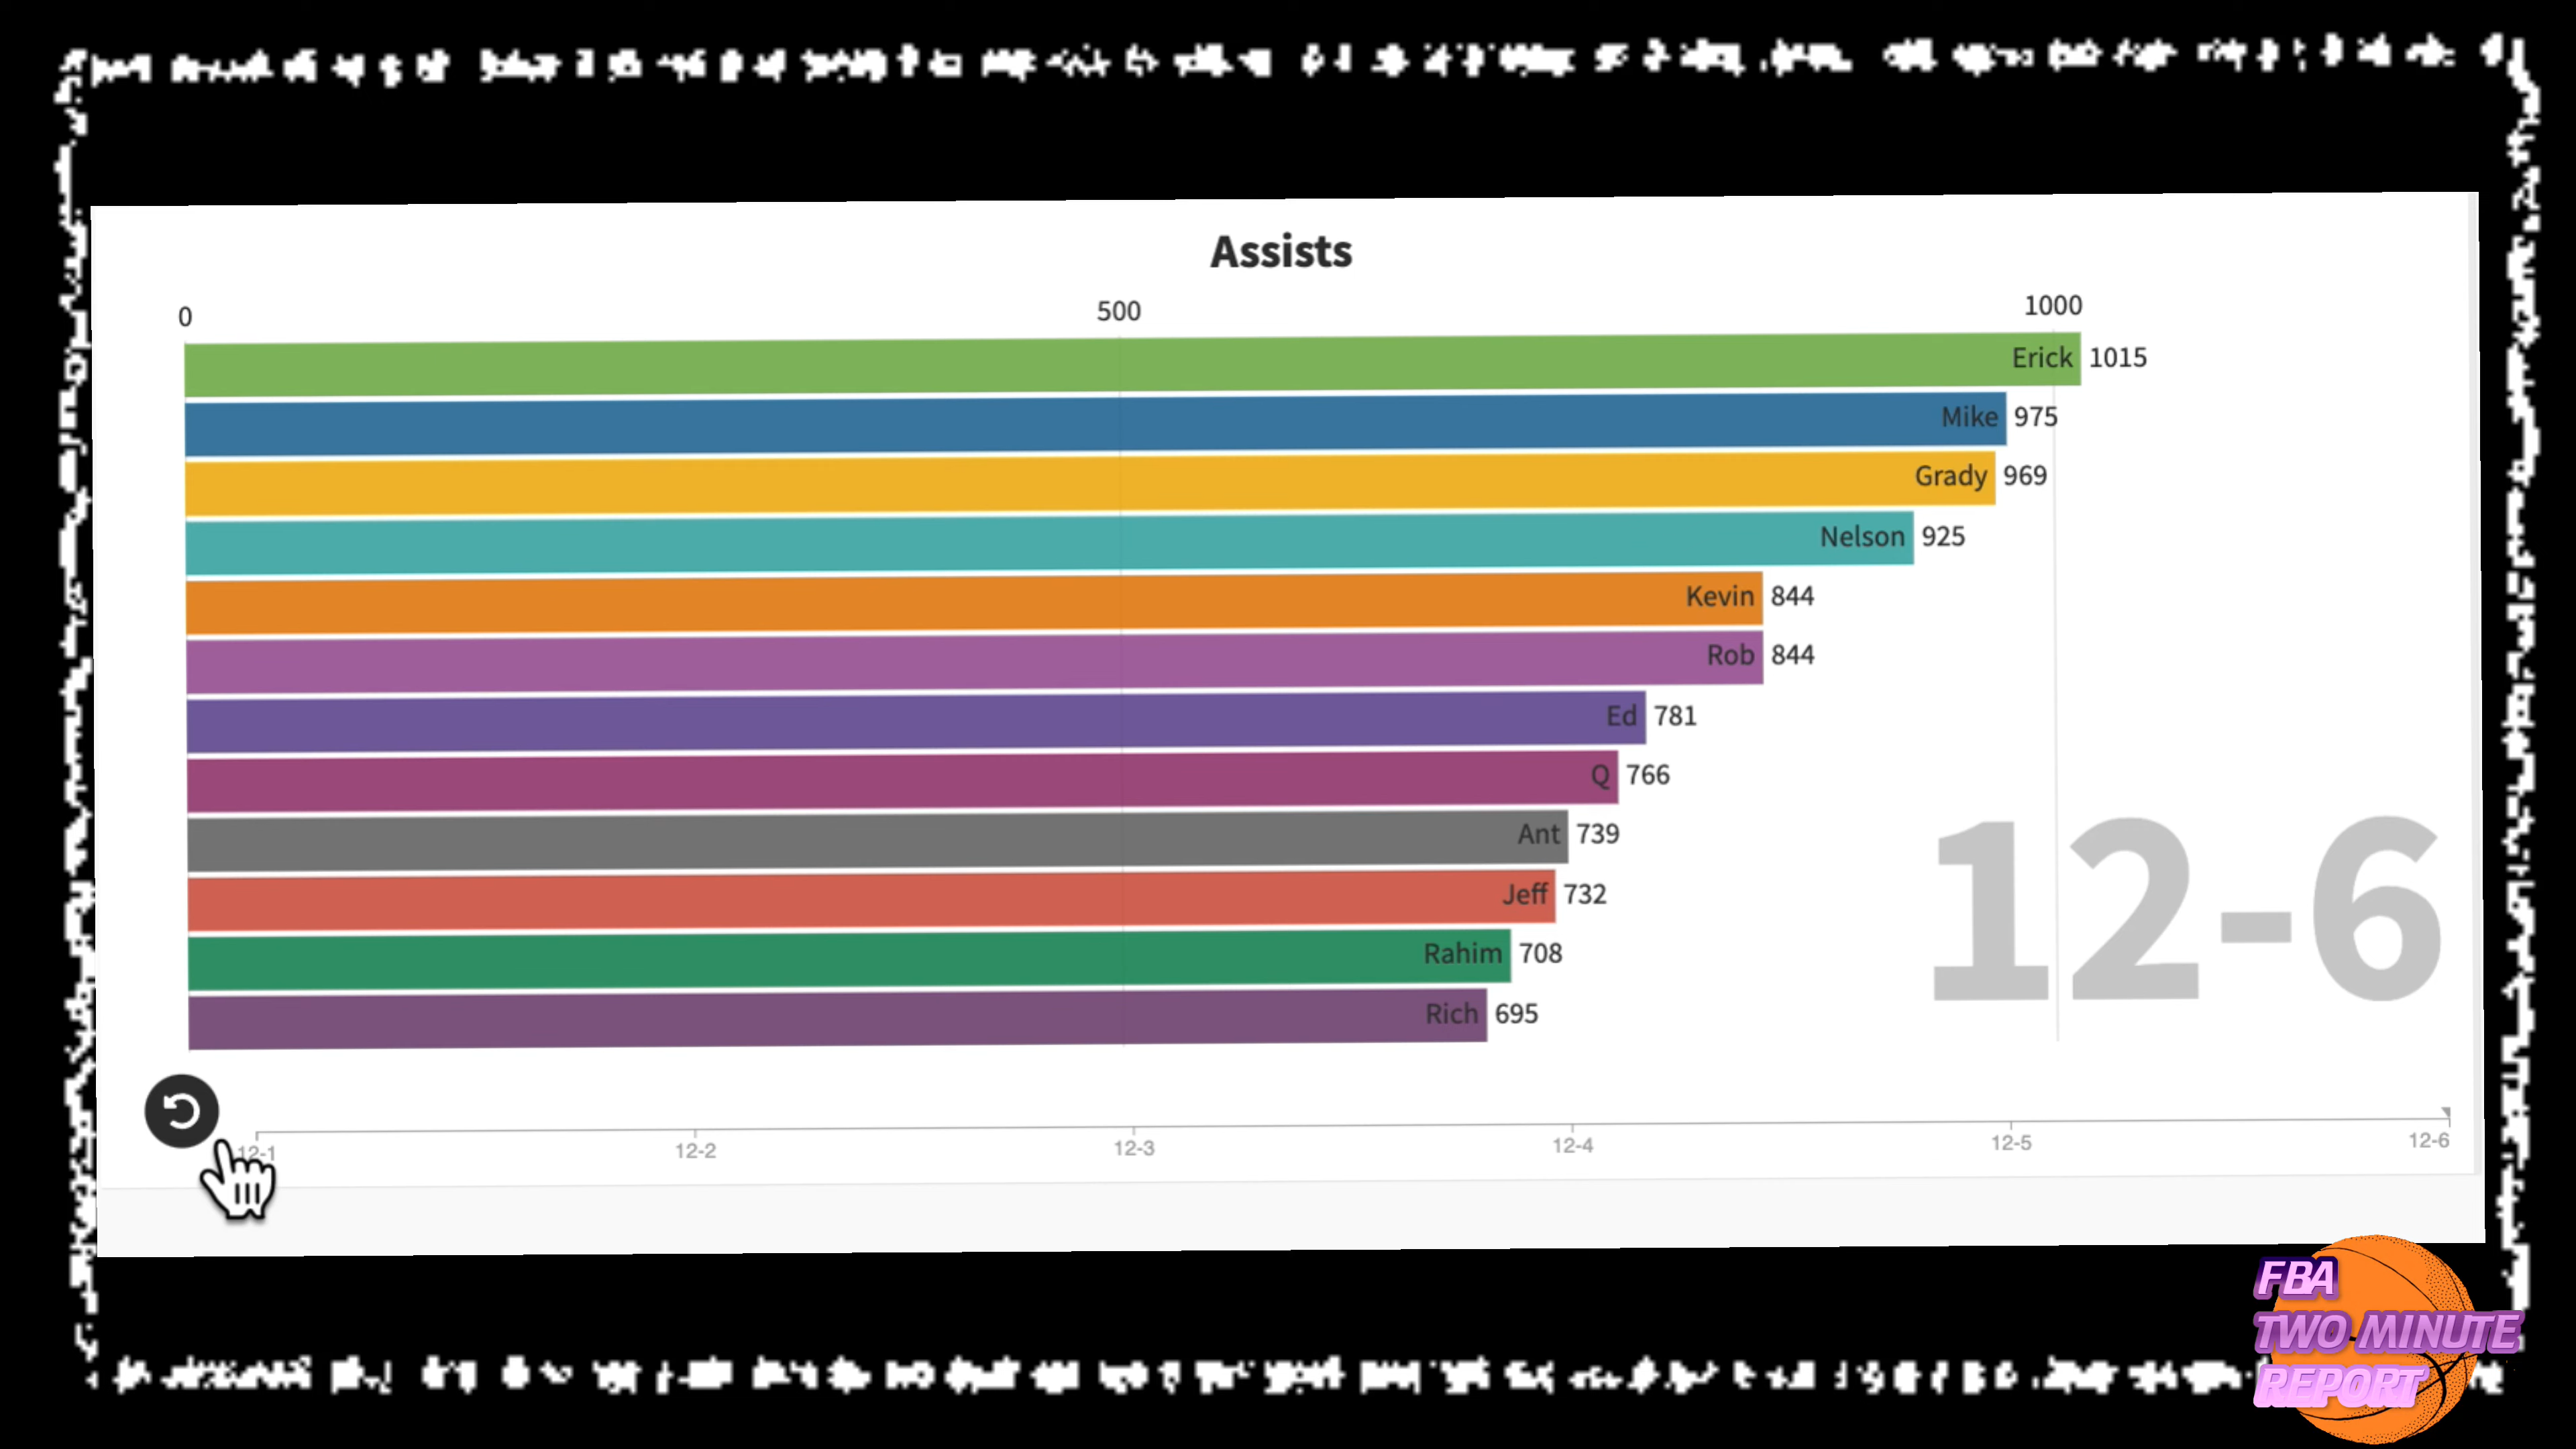 Assists
0 500 1000
Erick 1015
Mike 975
Grady 969
Nelson 925
Kevin 844
Rob 844
Ed 781
Q 766
Ant 739
Jeff 732
Rahim 708
Rich 695
12-6
12-1 12-2 12-3 12-4 12-5 12-6
FBA
TWO MINUTE
REPORT